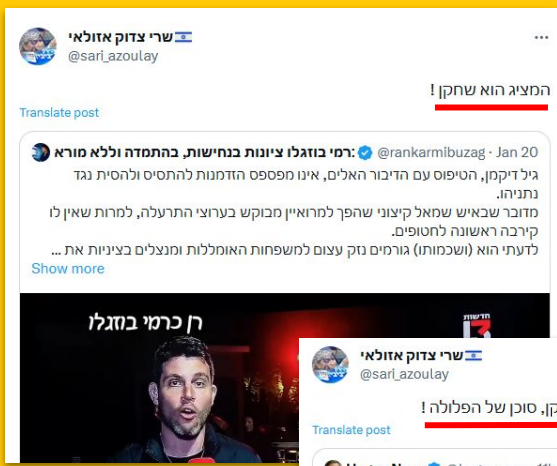 שרי צדוק אזולאי
@sari_azoulay
המציג הוא שחקן !
Translate post
רמי בוזגלו ציונות בנחישות, בהתמדה וללא מורא: @rankarmibuzag · Jan 20
גיל דיקמן, הטיפוס עם הדיבור האלים, אינו מפספס הזדמנות להתסיס ולהסית נגד
נתניהו.
מדובר שבאיש שמאל קיצוני שהפך למרואיין מבוקש בערוצי התרעלה, למרות שאין לו
קירבה ראשונה לחטופים.
לדעתי הוא (ושכמותו) גורמים נזק עצום למשפחות האומללות ומנצלים בציניות את ...
Show more
רן כרמי בוזגלו
חדשות
13
שרי צדוק אזולאי
@sari_azoulay
קן, סוכן של הפלולה !
Translate post